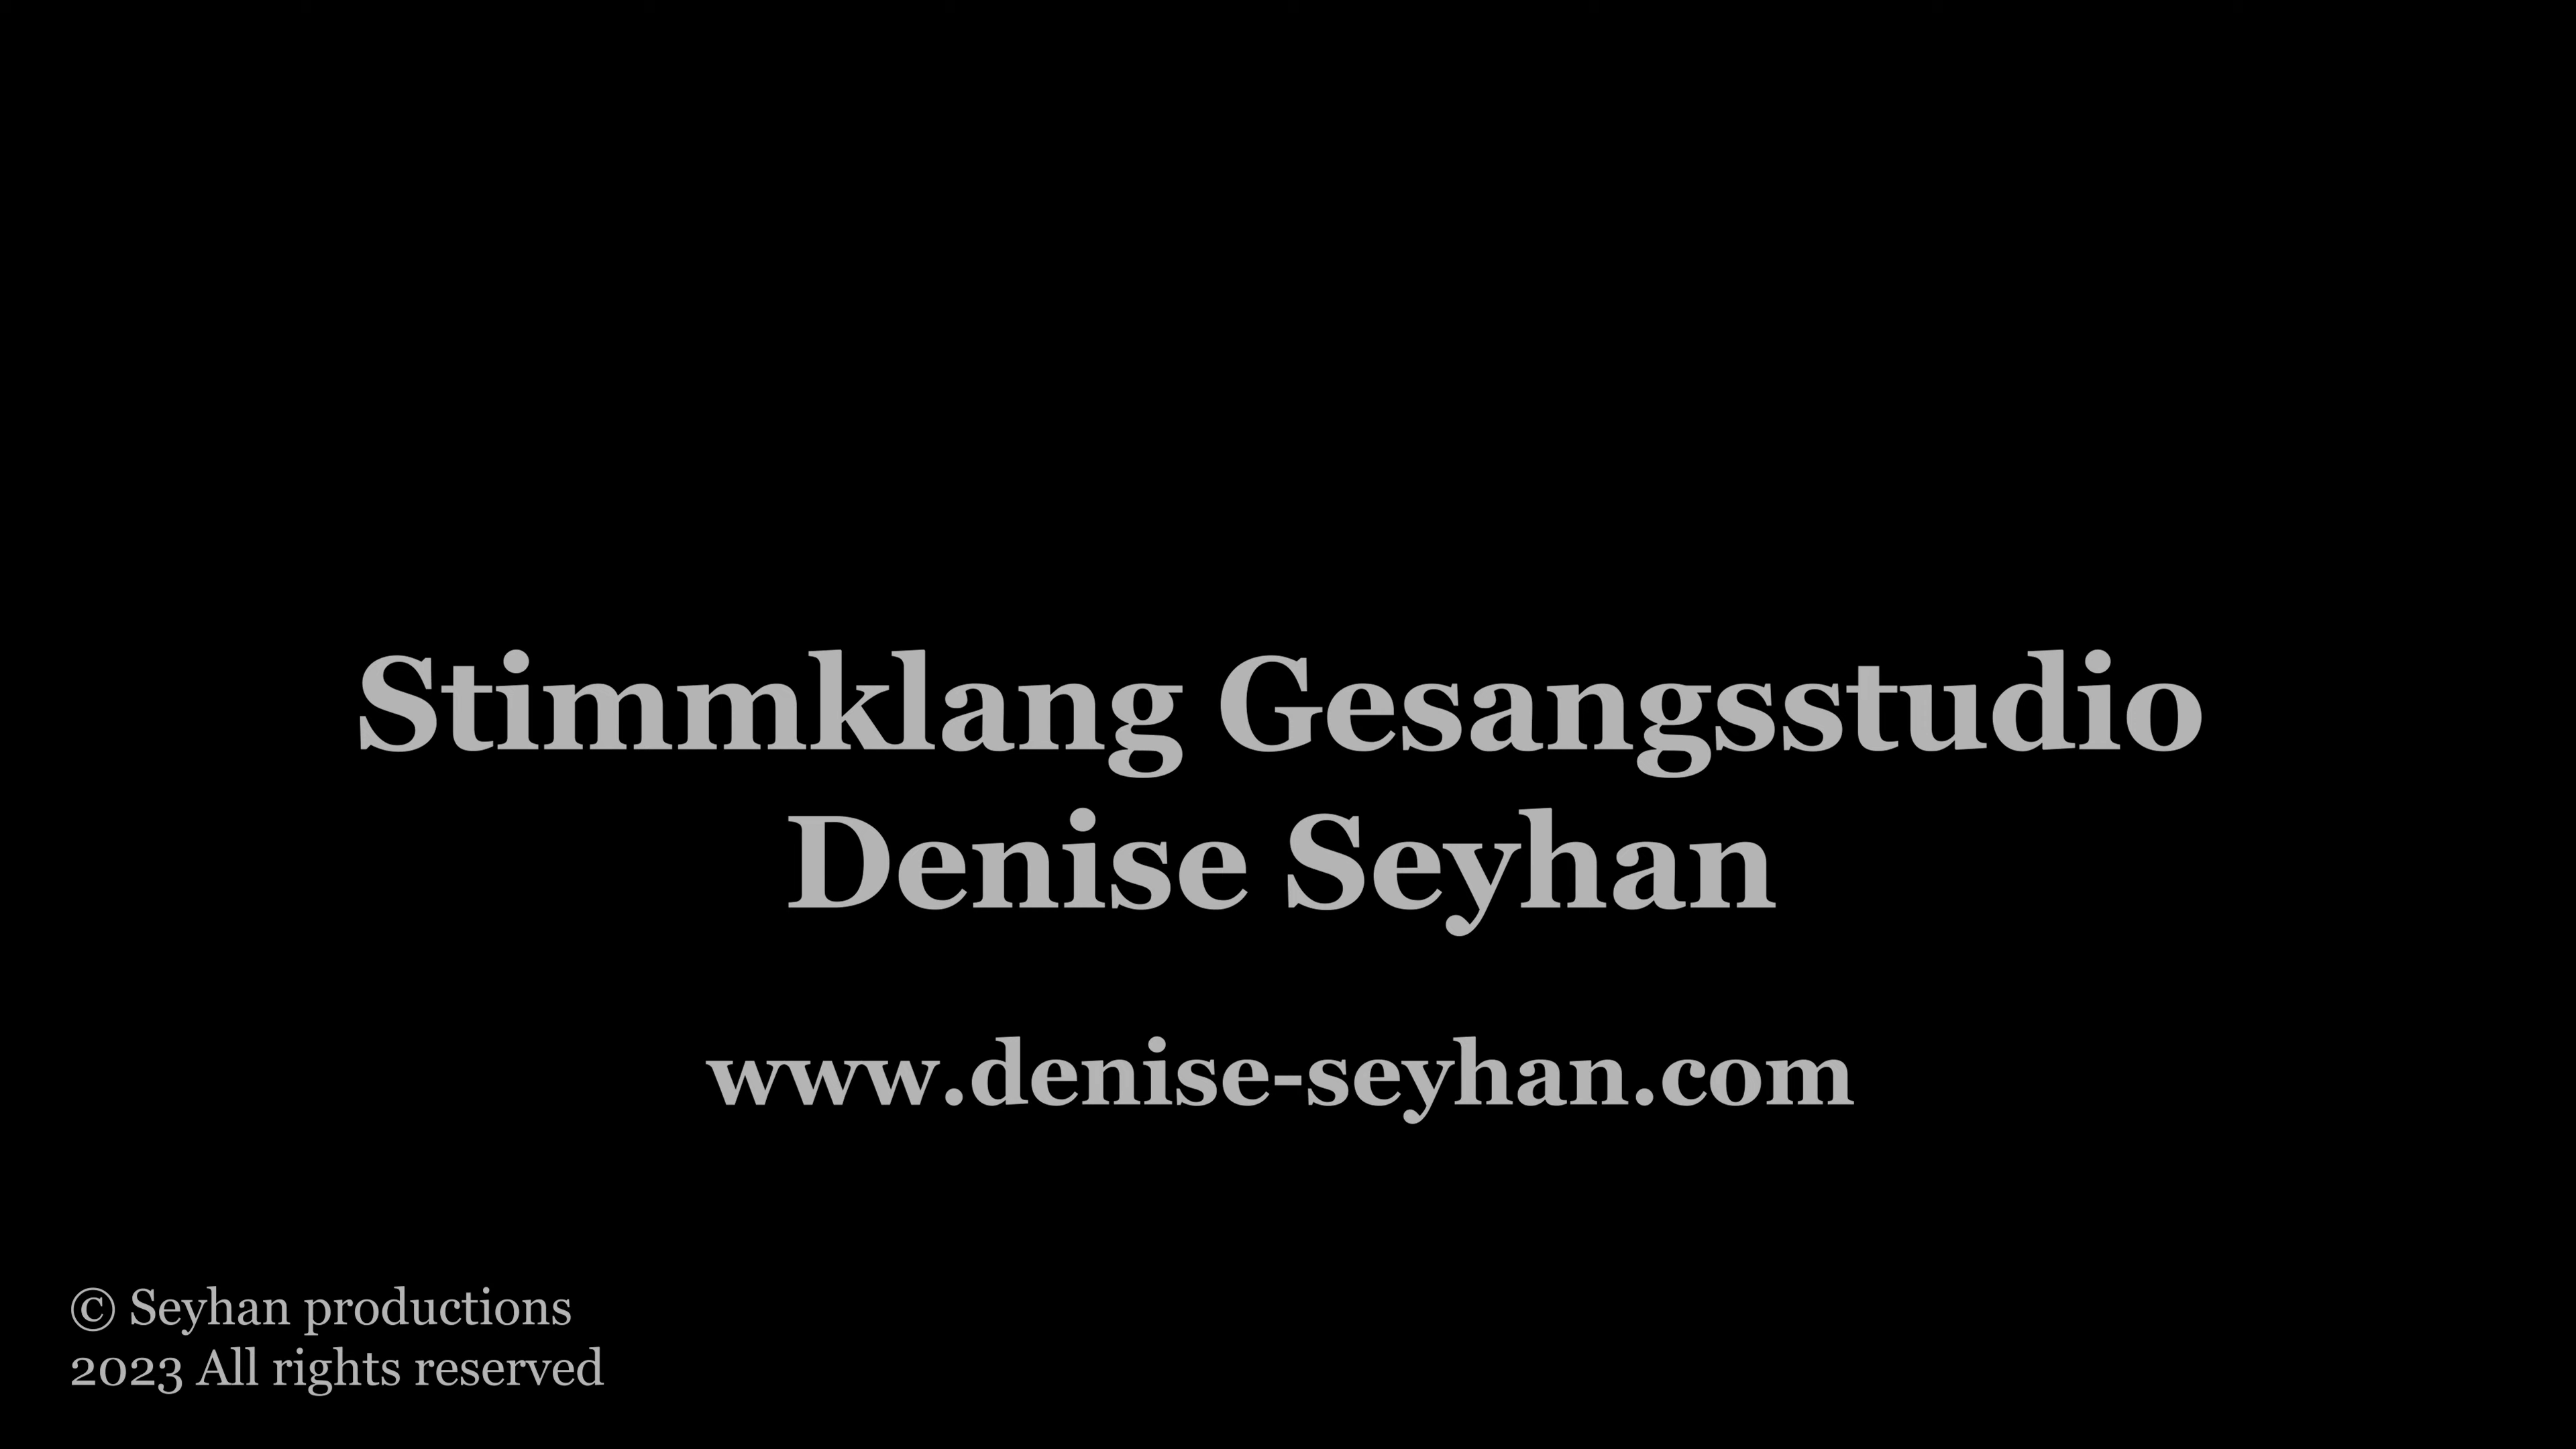 Stimmklang Gesangsstudio
Denise Seyhan
www.denise-seyhan.com
© Seyhan productions
2023 All rights reserved